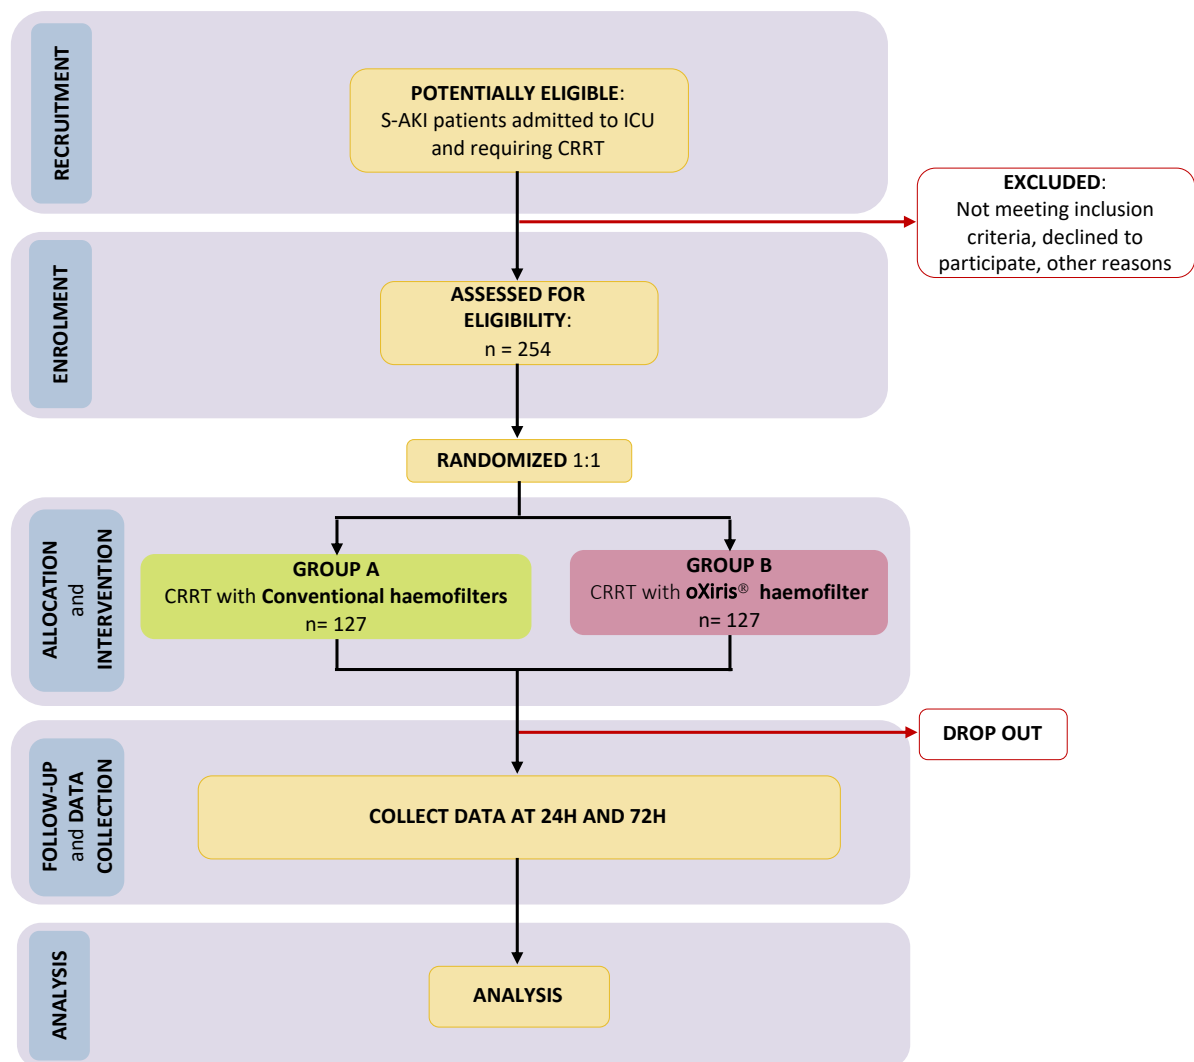 RECRUITMENT
POTENTIALLY ELIGIBLE:
S-AKI patients admitted to ICU
and requiring CRRT
EXCLUDED:
Not meeting inclusion
criteria, declined to
participate, other reasons
ENROLMENT
ASSESSED FOR
ELIGIBILITY:
n = 254
RANDOMIZED 1:1
ALLOCATION
and
INTERVENTION
GROUP A
CRRT with Conventional haemofilters
n= 127
GROUP B
CRRT with oXiris® haemofilter
n= 127
DROP OUT
FOLLOW-UP
and DATA
COLLECTION
COLLECT DATA AT 24H AND 72H
ANALYSIS
ANALYSIS